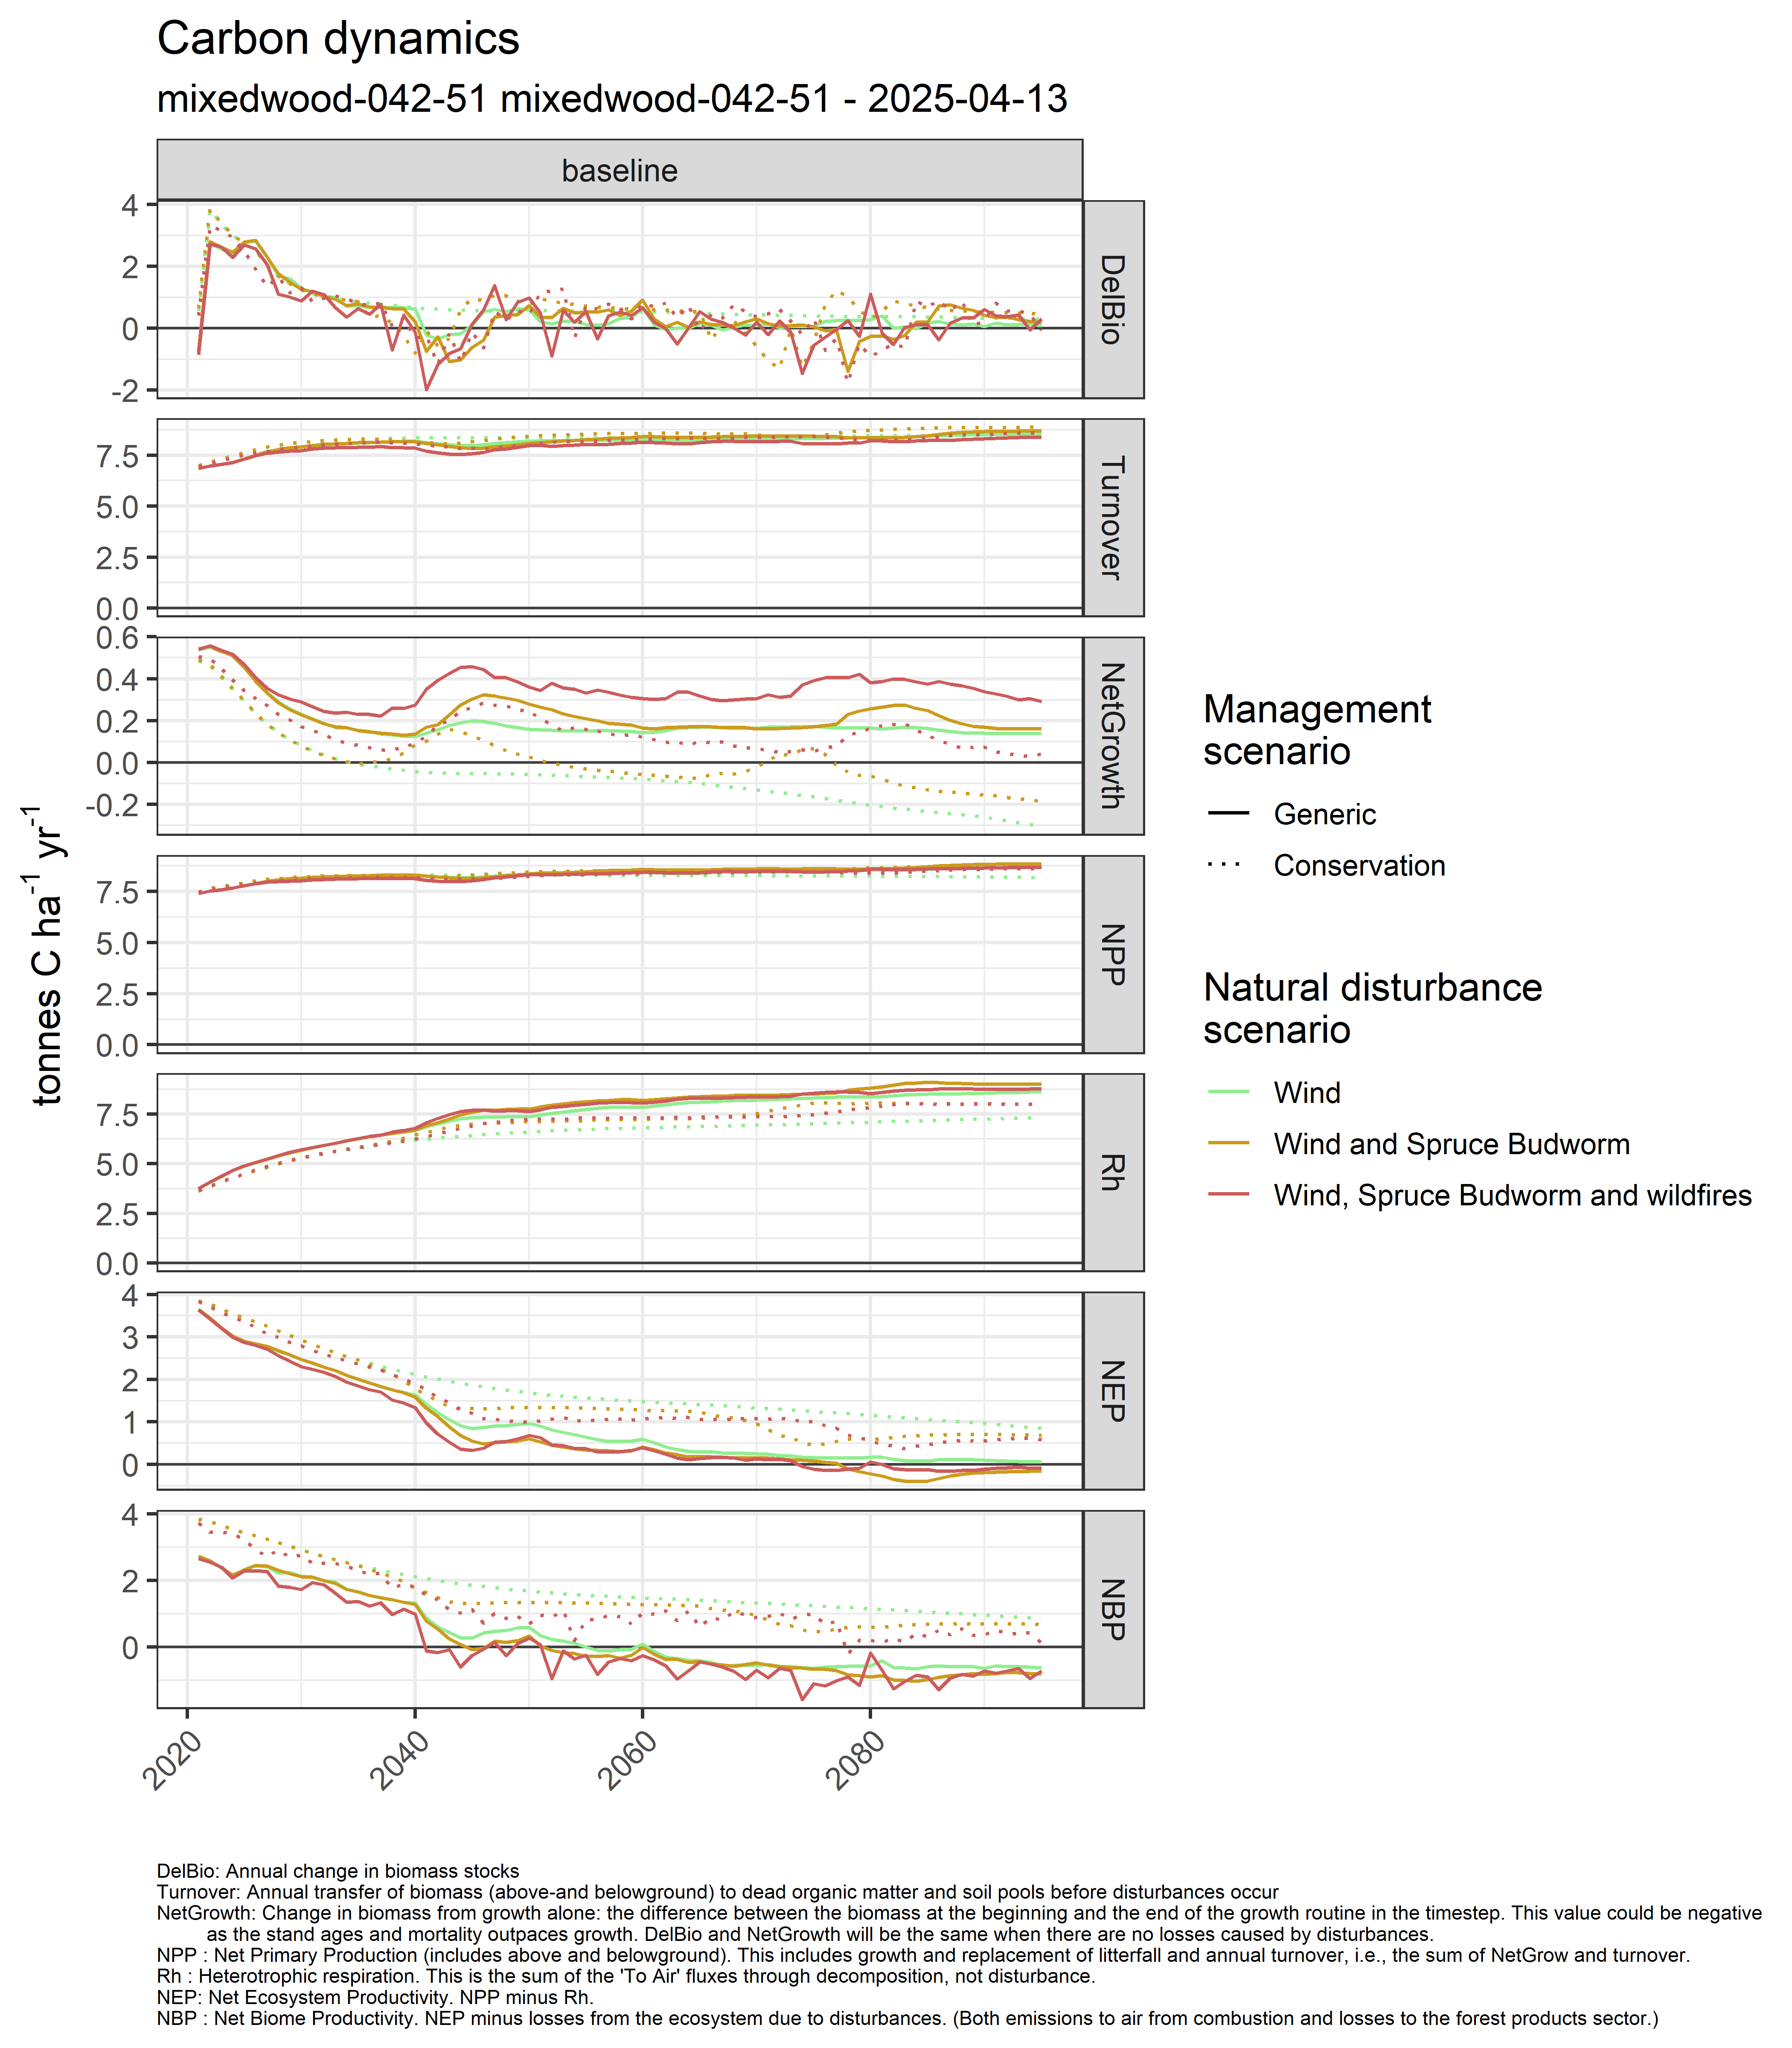 Carbon dynamics
mixedwood-042-51 mixedwood-042-51 - 2025-04-13
baseline
4
2
0
-2
DelBio
7.5
5.0
2.5
0.0
Turnover
0.6
0.4
0.2
0.0
-0.2
NetGrowth
7.5
5.0
2.5
0.0
NPP
7.5
5.0
2.5
0.0
Rh
4
3
2
1
0
NEP
4
2
0
NBP
2020
2040
2060
2080
tonnes C ha⁻¹ yr⁻¹
Management
scenario
Generic
Conservation
Natural disturbance
scenario
Wind
Wind and Spruce Budworm
Wind, Spruce Budworm and wildfires
DelBio: Annual change in biomass stocks
Turnover: Annual transfer of biomass (above-and belowground) to dead organic matter and soil pools before disturbances occur
NetGrowth: Change in biomass from growth alone: the difference between the biomass at the beginning and the end of the growth routine in the timestep. This value could be negative
as the stand ages and mortality outpaces growth. DelBio and NetGrowth will be the same when there are no losses caused by disturbances.
NPP : Net Primary Production (includes above and belowground). This includes growth and replacement of litterfall and annual turnover, i.e., the sum of NetGrow and turnover.
Rh : Heterotrophic respiration. This is the sum of the 'To Air' fluxes through decomposition, not disturbance.
NEP: Net Ecosystem Productivity. NPP minus Rh.
NBP : Net Biome Productivity. NEP minus losses from the ecosystem due to disturbances. (Both emissions to air from combustion and losses to the forest products sector.)